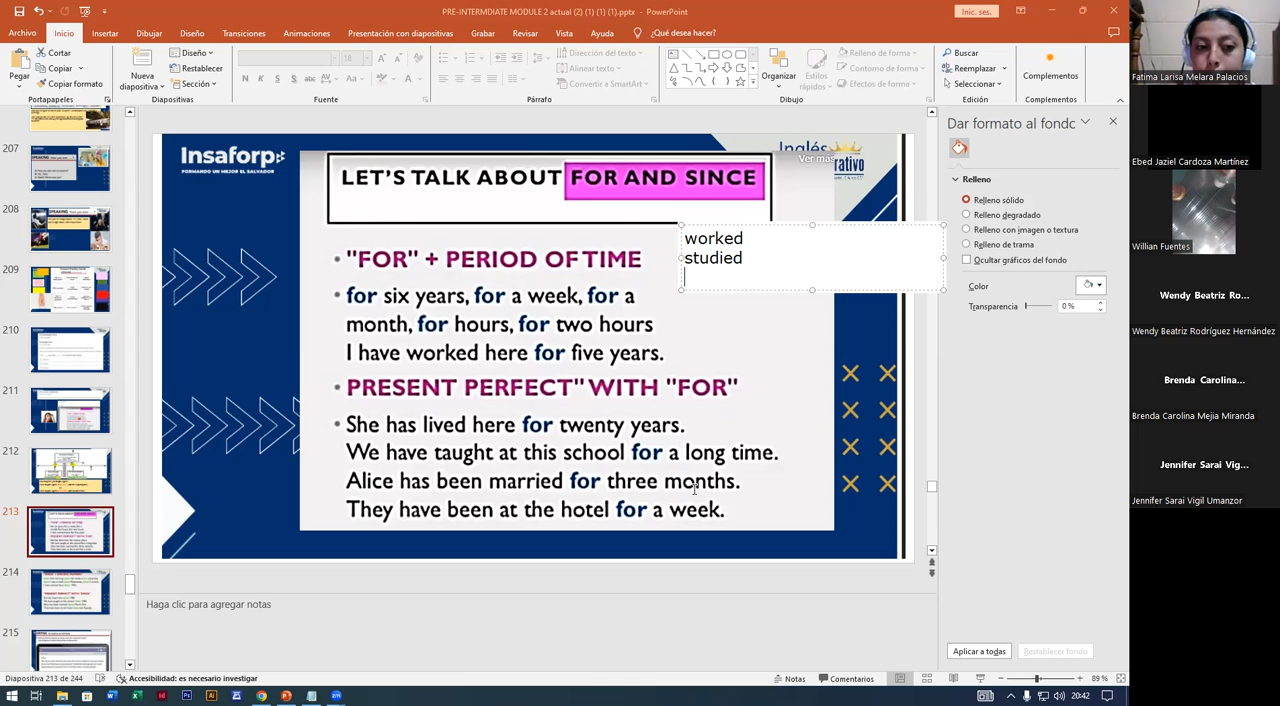 PRE-INTERMDIATE MODULE 2 actual (2) (1) (1) (1).pptx - PowerPoint
Inic. ses.
Archivo Inicio Insertar Dibujar Diseño Transiciones Animaciones Presentación con diapositivas Grabar Revisar Vista Ayuda ¿Qué desea hacer?
Pegar
Cortar
Copiar
Copiar formato
Portapapeles
Nueva
diapositiva
Diseño
Restablecer
Sección
Diapositivas
N K S S abc AV Aa
18
Fuente
Párrafo
Dirección del texto
Alinear texto
Convertir a SmartArt
Organizar
Estilos
rápidos
Relleno de forma
Contorno de forma
Efectos de forma
Dibujo
Buscar
Reemplazar
Seleccionar
Edición
Complementos
Complementos
207
208
209
210
211
212
213
214
215
Insaforp
FORMANDO UN MEJOR EL SALVADOR
Inglés
Ver mas
rativo
LET'S TALK ABOUT FOR AND SINCE
worked
studied
"FOR" + PERIOD OF TIME
for six years, for a week, for a
month, for hours, for two hours
I have worked here for five years.
PRESENT PERFECT" WITH "FOR"
She has lived here for twenty years.
We have taught at this school for a long time.
Alice has been married for three months.
They have been at the hotel for a week.
Haga clic para agregar notas
Dar formato al fondo
Relleno
Relleno sólido
Relleno degradado
Relleno con imagen o textura
Relleno de trama
Ocultar gráficos del fondo
Color
Transparencia 0 %
Aplicar a todas
Restablecer fondo
Diapositiva 213 de 244
Accesibilidad: es necesario investigar
Notas
Comentarios
89 %
20:42
Fatima Larisa Melara Palacios
Ebed Jaziel Cardoza Martínez
Willian Fuentes
Wendy Beatriz Ro...
Wendy Beatriz Rodríguez Hernández
Brenda Carolina...
Brenda Carolina Mejia Miranda
Jennifer Sarai Vig...
Jennifer Sarai Vigil Umanzor